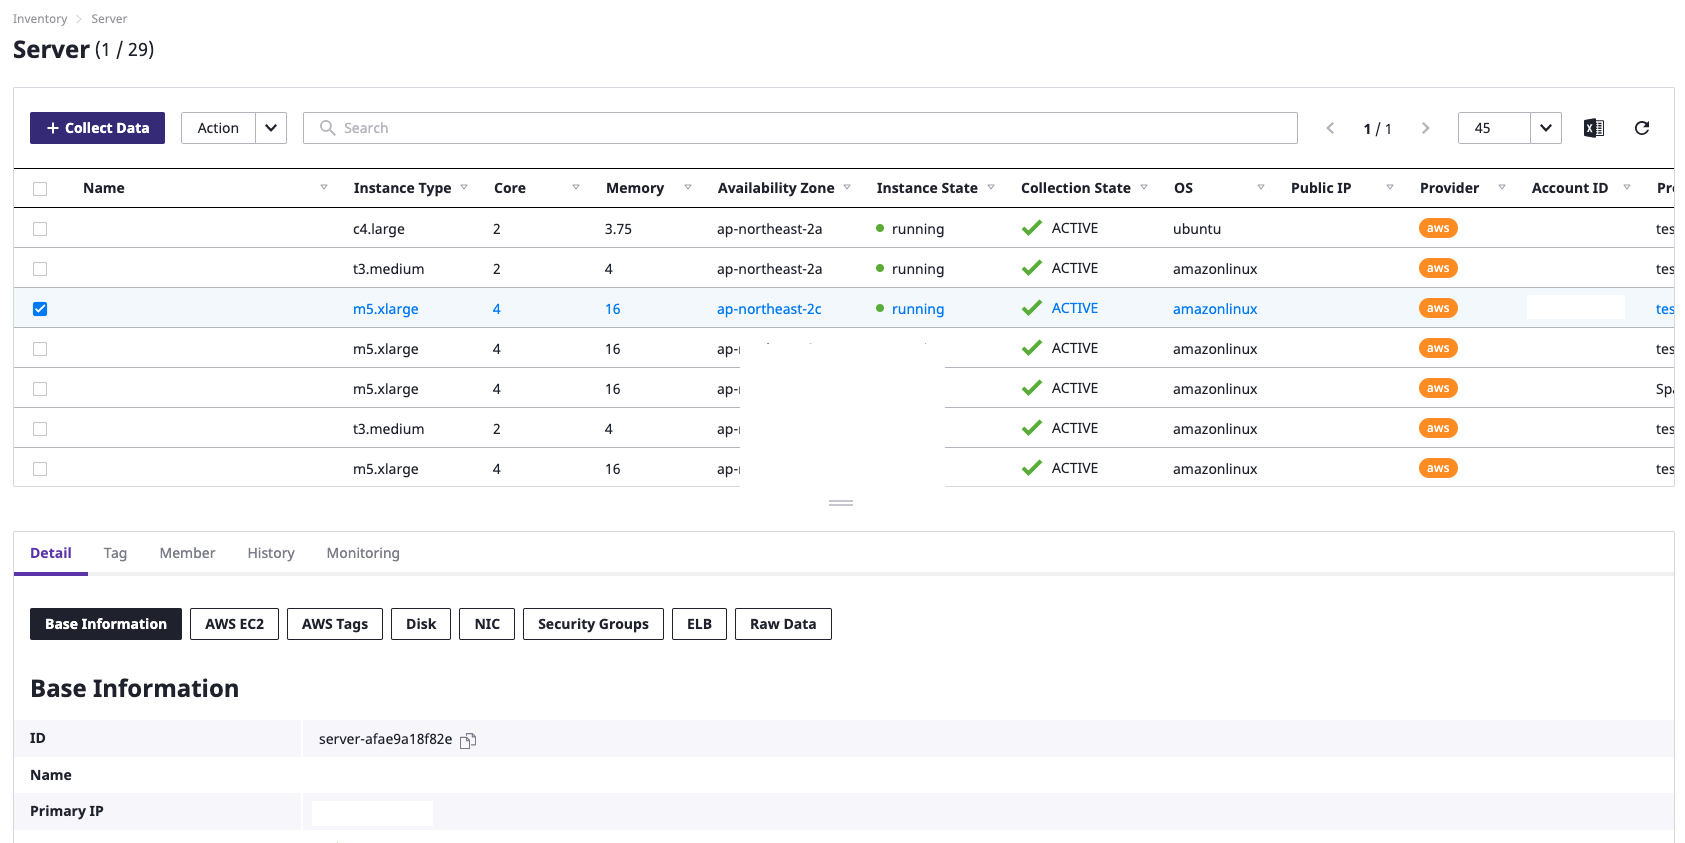 Inventory > Server
Server (1 / 29)
+ Collect Data Action Search 1 / 1 45
Name Instance Type Core Memory Availability Zone Instance State Collection State OS Public IP Provider Account ID
c4.large 2 3.75 ap-northeast-2a running ACTIVE ubuntu aws tes
t3.medium 2 4 ap-northeast-2a running ACTIVE amazonlinux aws tes
m5.xlarge 4 16 ap-northeast-2c running ACTIVE amazonlinux aws tes
m5.xlarge 4 16 ap- ACTIVE amazonlinux aws tes
m5.xlarge 4 16 ap- ACTIVE amazonlinux aws Spa
t3.medium 2 4 ap- ACTIVE amazonlinux aws tes
m5.xlarge 4 16 ap- ACTIVE amazonlinux aws tes
Detail Tag Member History Monitoring
Base Information AWS EC2 AWS Tags Disk NIC Security Groups ELB Raw Data
Base Information
ID server-afae9a18f82e
Name
Primary IP